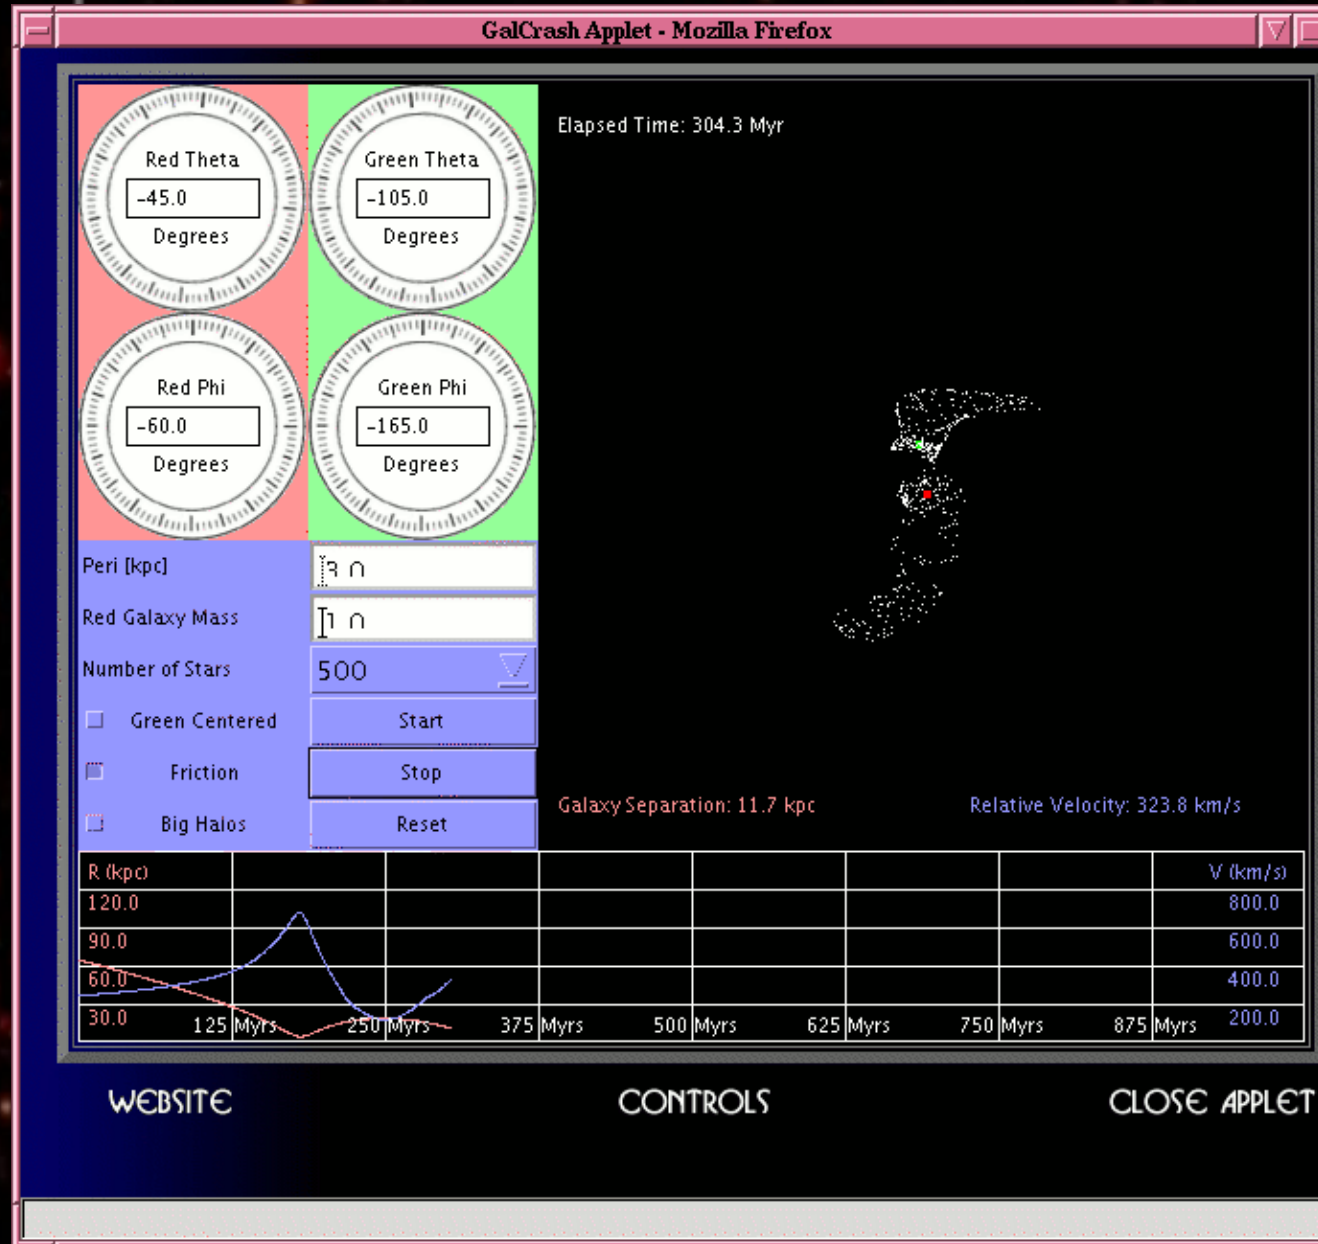 GalCrash Applet - Mozilla Firefox
Elapsed Time: 304.3 Myr
Red Theta
-45.0
Degrees
Green Theta
-105.0
Degrees
Red Phi
-60.0
Degrees
Green Phi
-165.0
Degrees
Peri [kpc]
3.0
Red Galaxy Mass
1.0
Number of Stars
500
Green Centered
Start
Friction
Stop
Big Halos
Reset
Galaxy Separation: 11.7 kpc
Relative Velocity: 323.8 km/s
R (kpc)
V (km/s)
120.0
800.0
90.0
600.0
60.0
400.0
30.0
125 Myrs
250 Myrs
375 Myrs
500 Myrs
625 Myrs
750 Myrs
875 Myrs
200.0
WEBSITE
CONTROLS
CLOSE APPLET